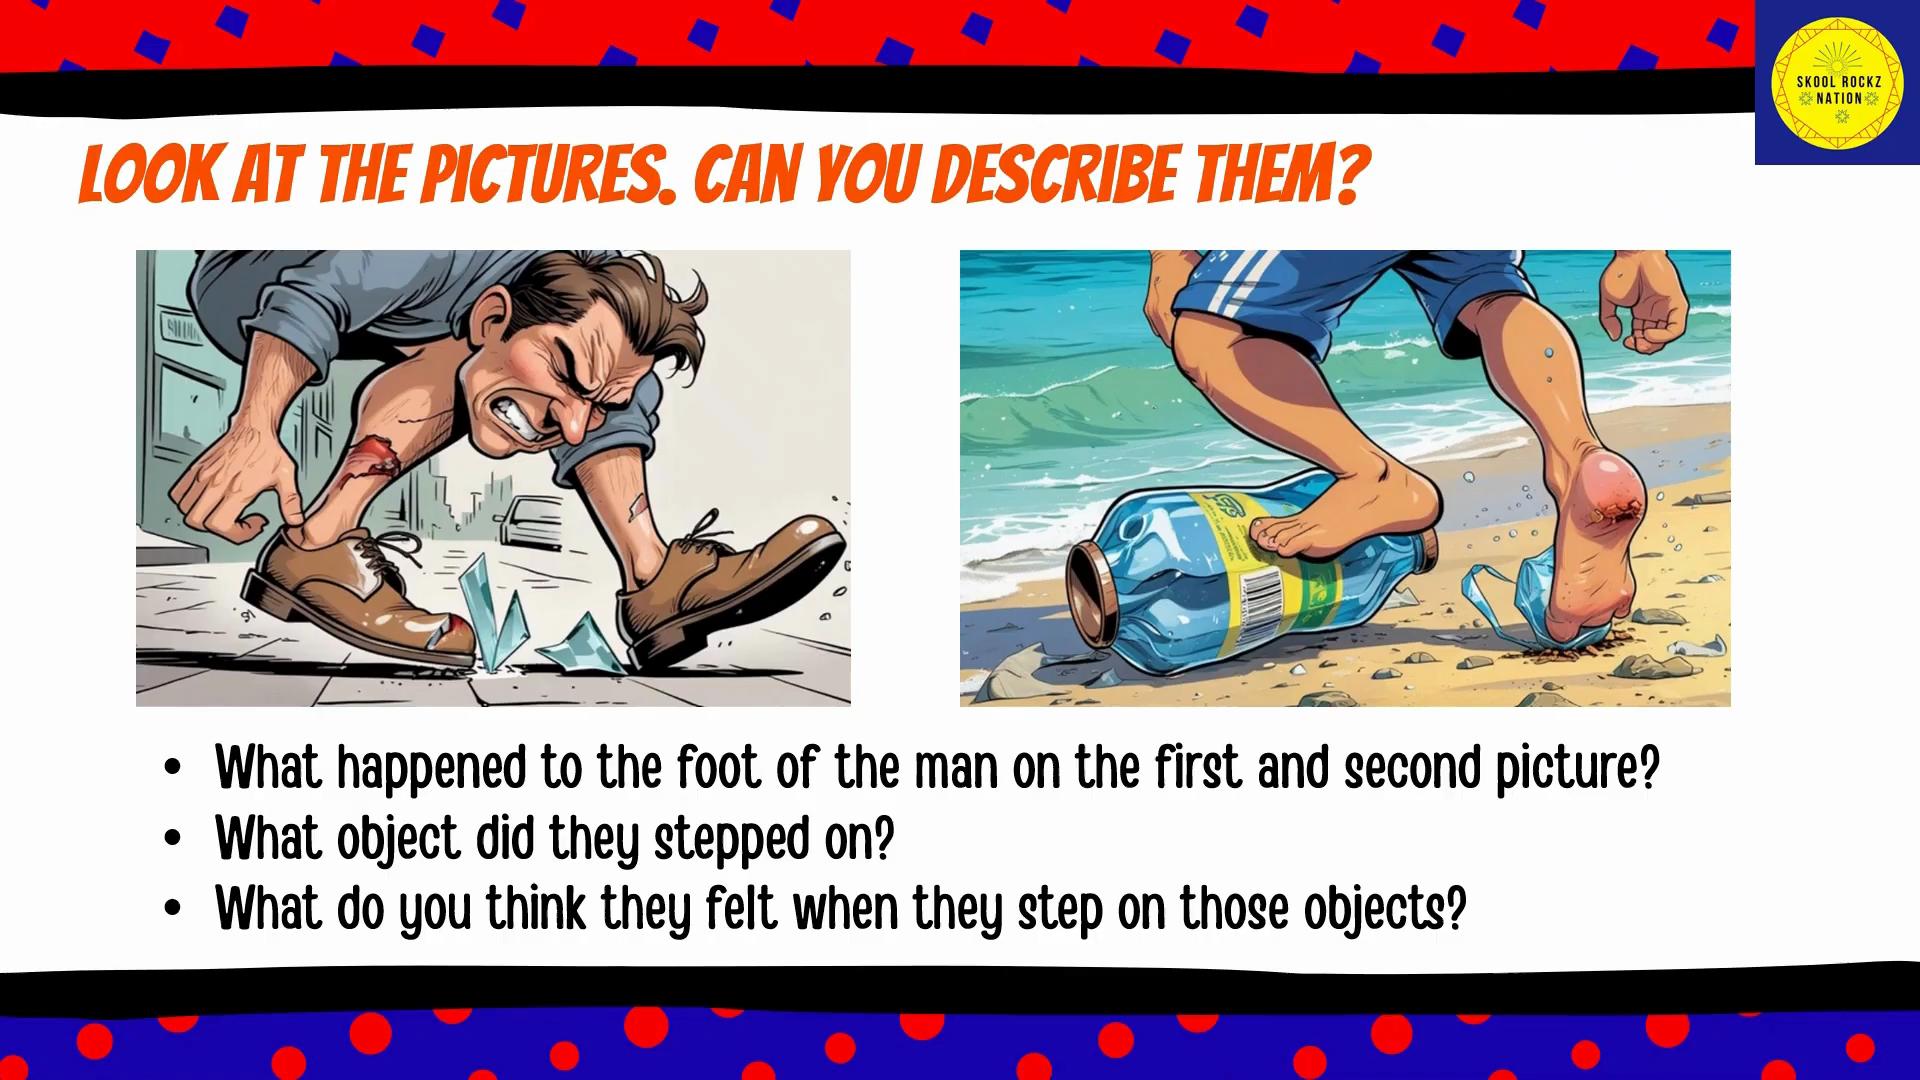 SKOOL ROCKZ
NATION
LOOK AT THE PICTURES. CAN YOU DESCRIBE THEM?
• What happened to the foot of the man on the first and second picture?
• What object did they stepped on?
• What do you think they felt when they step on those objects?